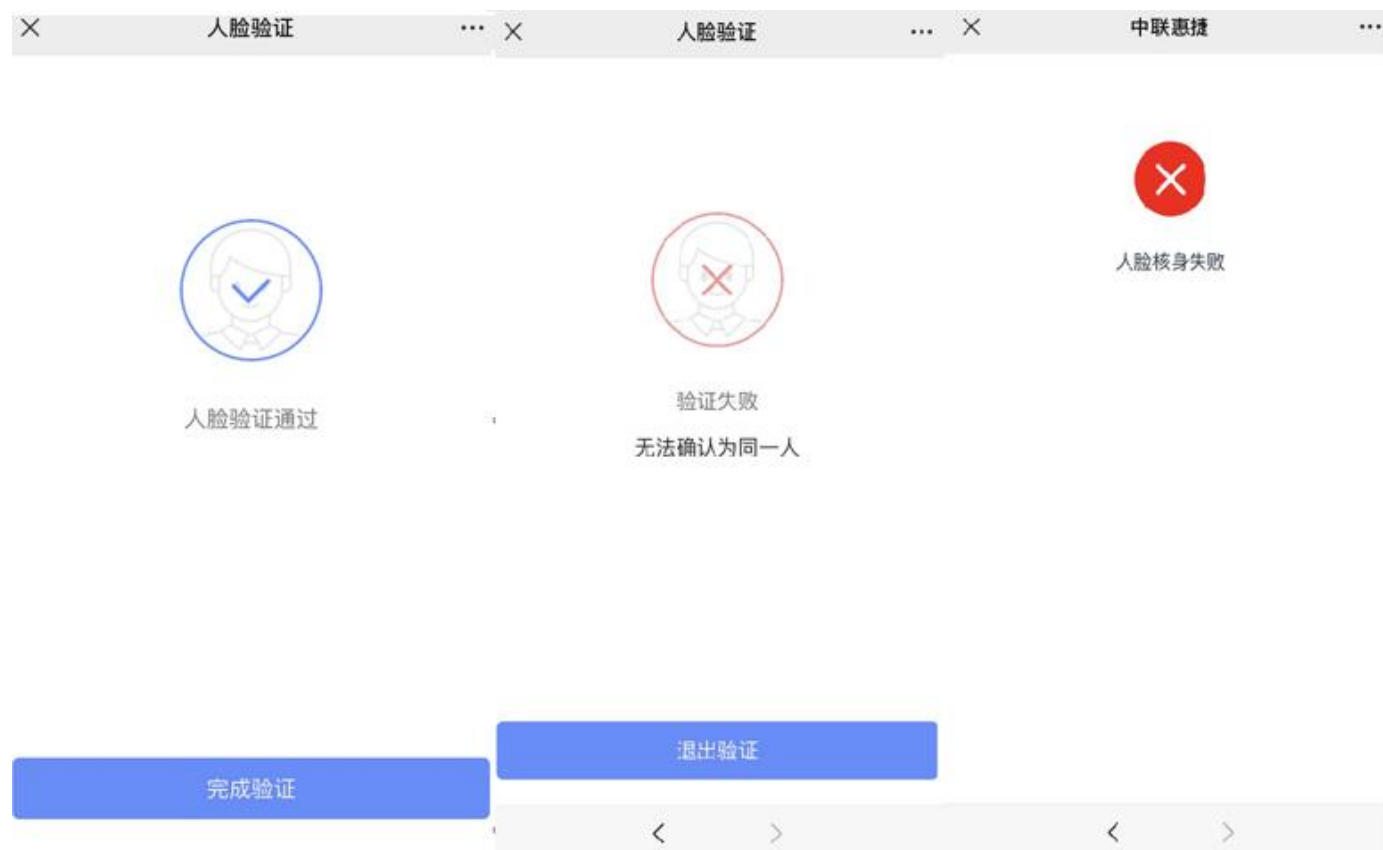 人脸验证
人脸验证通过
完成验证
人脸验证
验证失败
无法确认为同一人
退出验证
中联惠捷
人脸核身失败